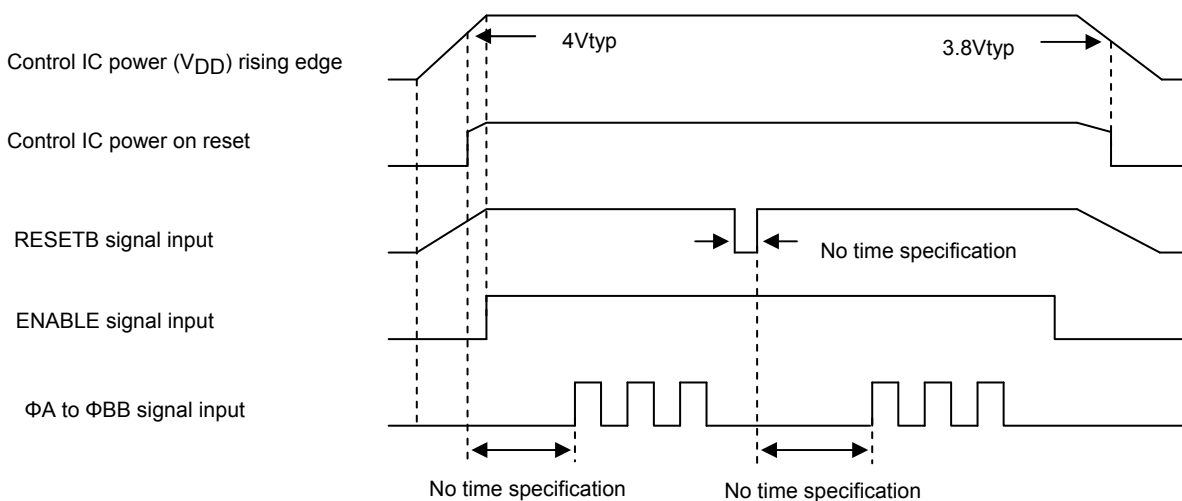 4Vtyp
3.8Vtyp
Control IC power (VDD) rising edge
Control IC power on reset
RESETB signal input
No time specification
ENABLE signal input
ΦA to ΦBB signal input
No time specification
No time specification